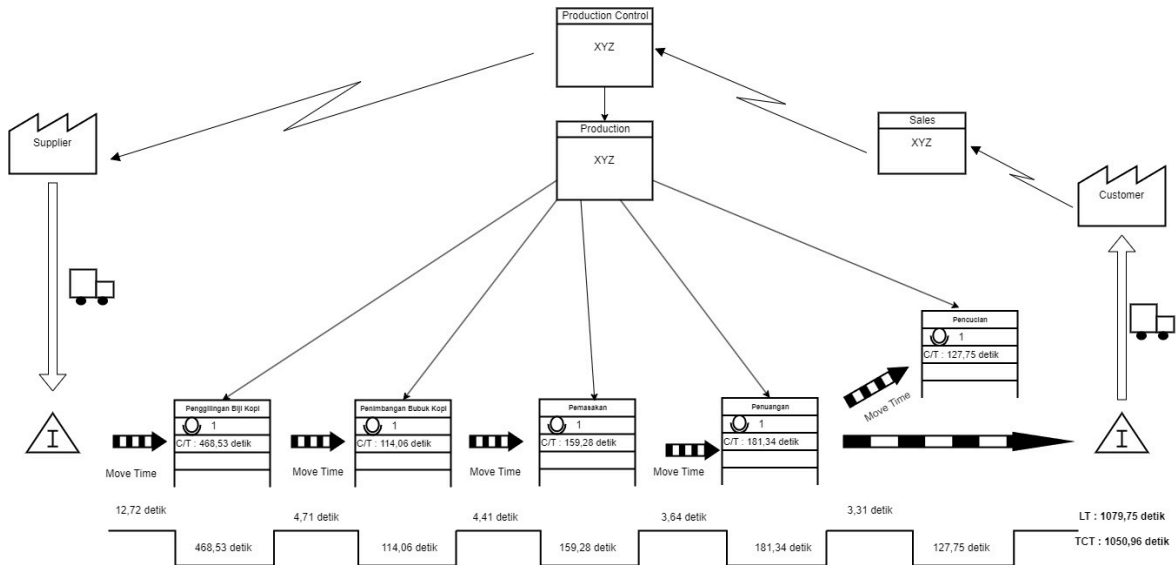 Production Control
XYZ
Production
XYZ
Sales
XYZ
Supplier
Customer
Pencucian
1
C/T : 127,75 detik
Move Time
Penggilingan Biji Kopi
1
C/T : 468,53 detik
Penimbangan Bubuk Kopi
1
C/T : 114,06 detik
Pemasakan
1
C/T : 159,28 detik
Penuangan
1
C/T : 181,34 detik
I
I
Move Time
Move Time
Move Time
Move Time
12,72 detik
4,71 detik
4,41 detik
3,64 detik
3,31 detik
LT : 1079,75 detik
468,53 detik
114,06 detik
159,28 detik
181,34 detik
127,75 detik
TCT : 1050,96 detik